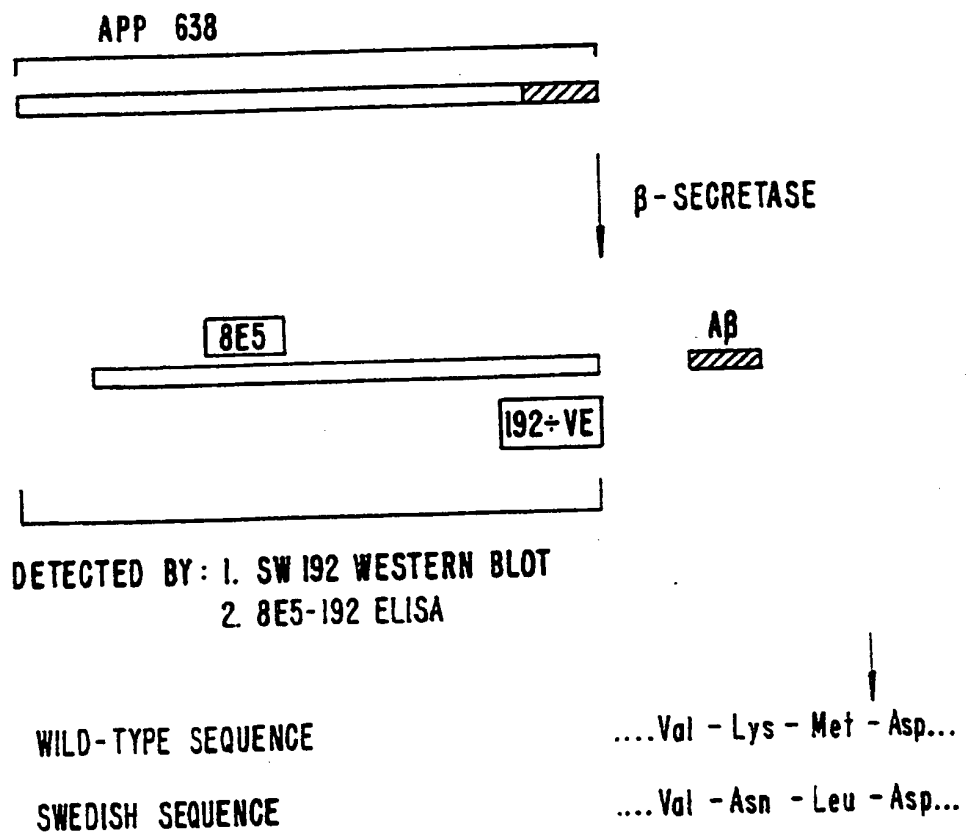 APP 638
β-SECRETASE
8E5
Aβ
192÷VE
DETECTED BY: 1. SW 192 WESTERN BLOT
2. 8E5-192 ELISA
WILD-TYPE SEQUENCE ....Val - Lys - Met - Asp...
SWEDISH SEQUENCE ....Val - Asn - Leu - Asp...